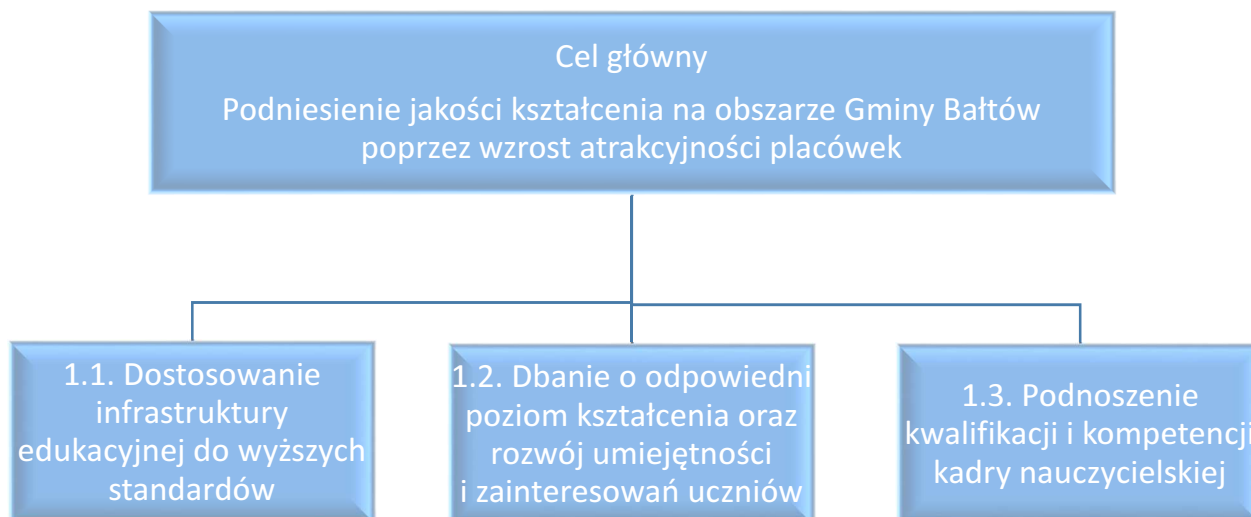 Cel główny
Podniesienie jakości kształcenia na obszarze Gminy Bałtów
poprzez wzrost atrakcyjności placówek
1.1. Dostosowanie
infrastruktury
edukacyjnej do wyższych
standardów
1.2. Dbanie o odpowiedni
poziom kształcenia oraz
rozwój umiejętności
i zainteresowań uczniów
1.3. Podnoszenie
kwalifikacji i kompetencji
kadry nauczycielskiej